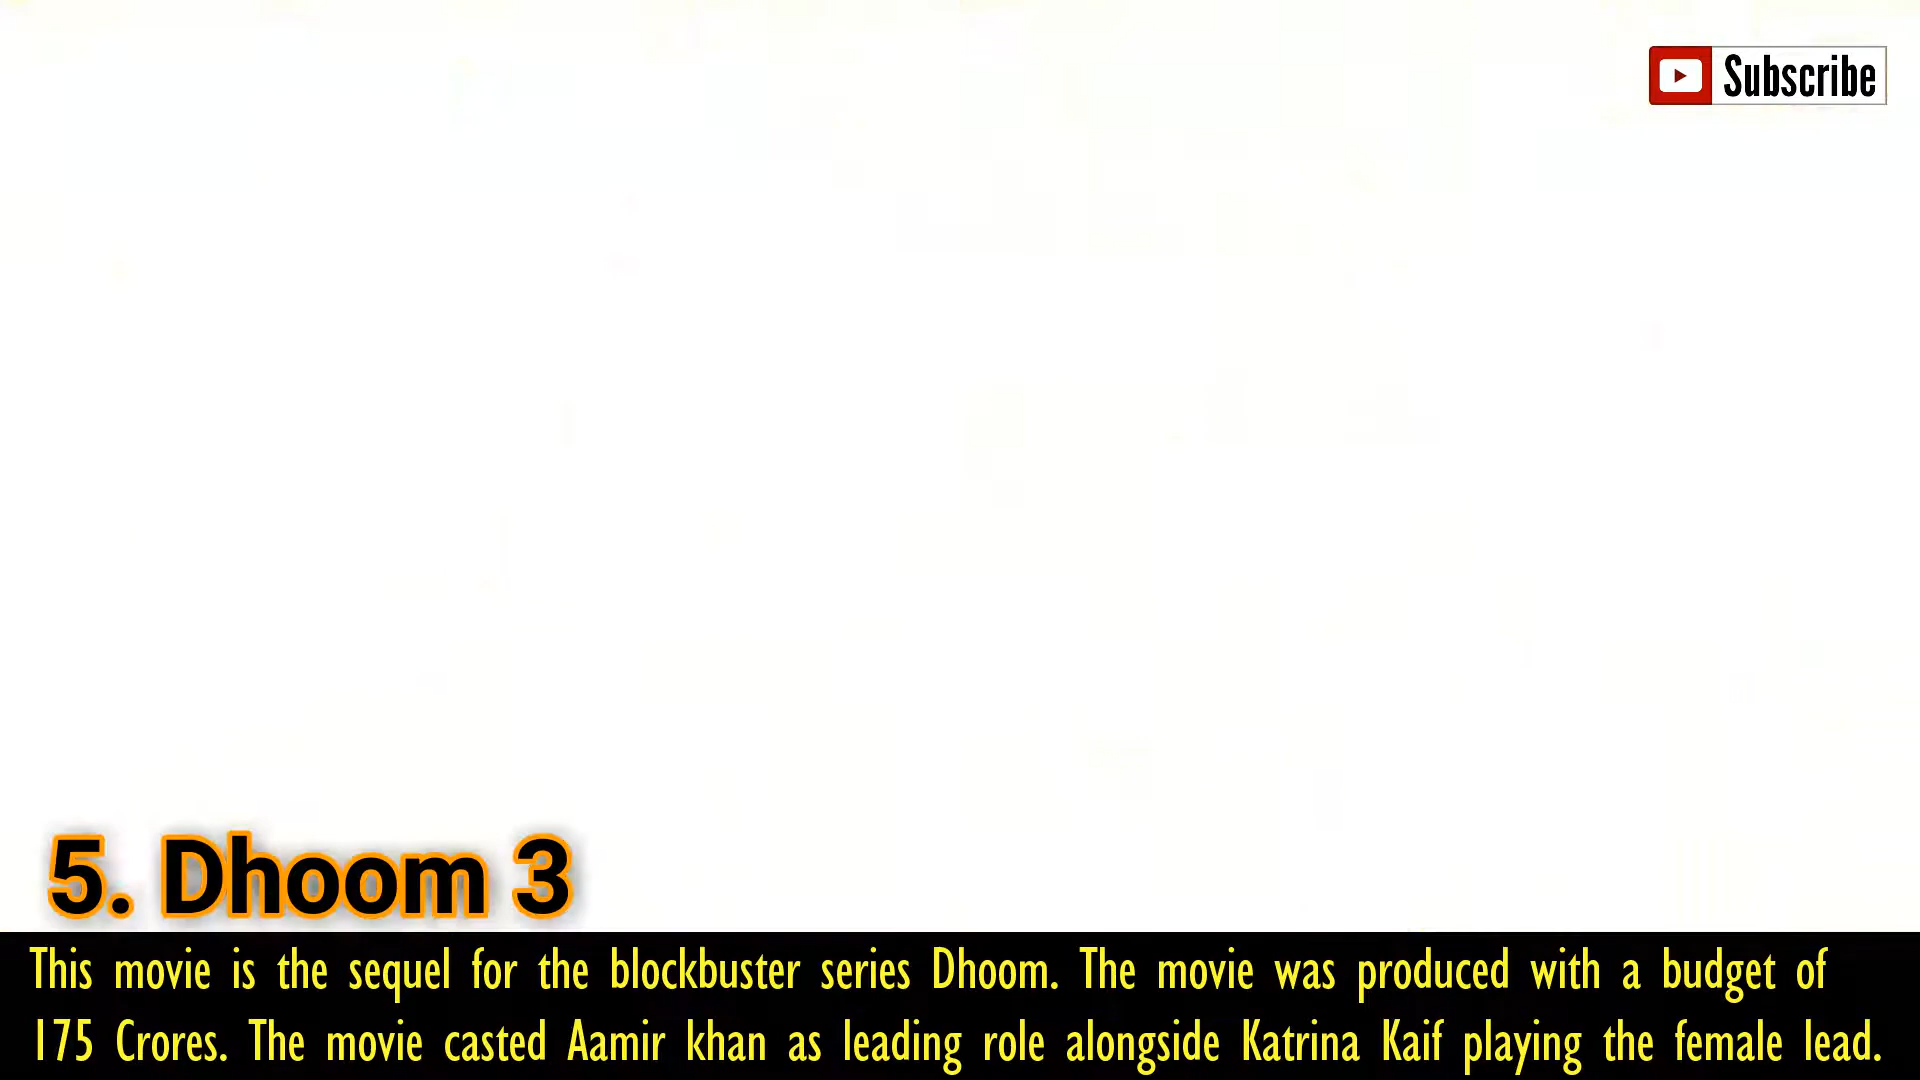 Subscribe
5. Dhoom 3
This movie is the sequel for the blockbuster series Dhoom. The movie was produced with a budget of
175 Crores. The movie casted Aamir khan as leading role alongside Katrina Kaif playing the female lead.